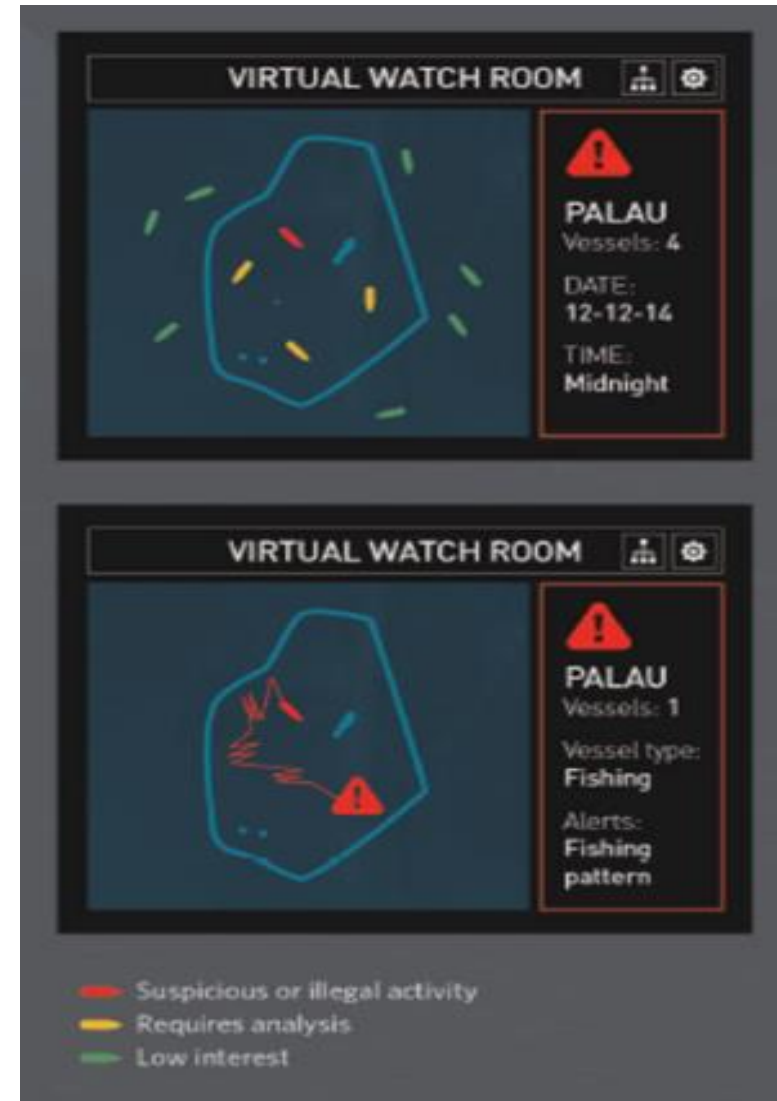 VIRTUAL WATCH ROOM
PALAU
Vessels: 4
DATE:
12-12-14
TIME:
Midnight
VIRTUAL WATCH ROOM
PALAU
Vessels: 1
Vessel type:
Fishing
Alerts:
Fishing
pattern
Suspicious or illegal activity
Requires analysis
Low interest